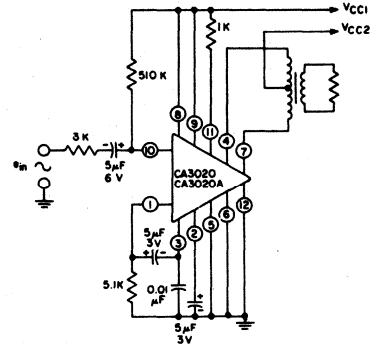 VCC1
1K
VCC2
510K
8
9
11
4
7
3K
- +
10
5µF
6V
ein
CA3020
CA3020A
1
12
5µF
3V
+ -
3
2
5
6
5.1K
0.01
µF
+
-
5µF
3V